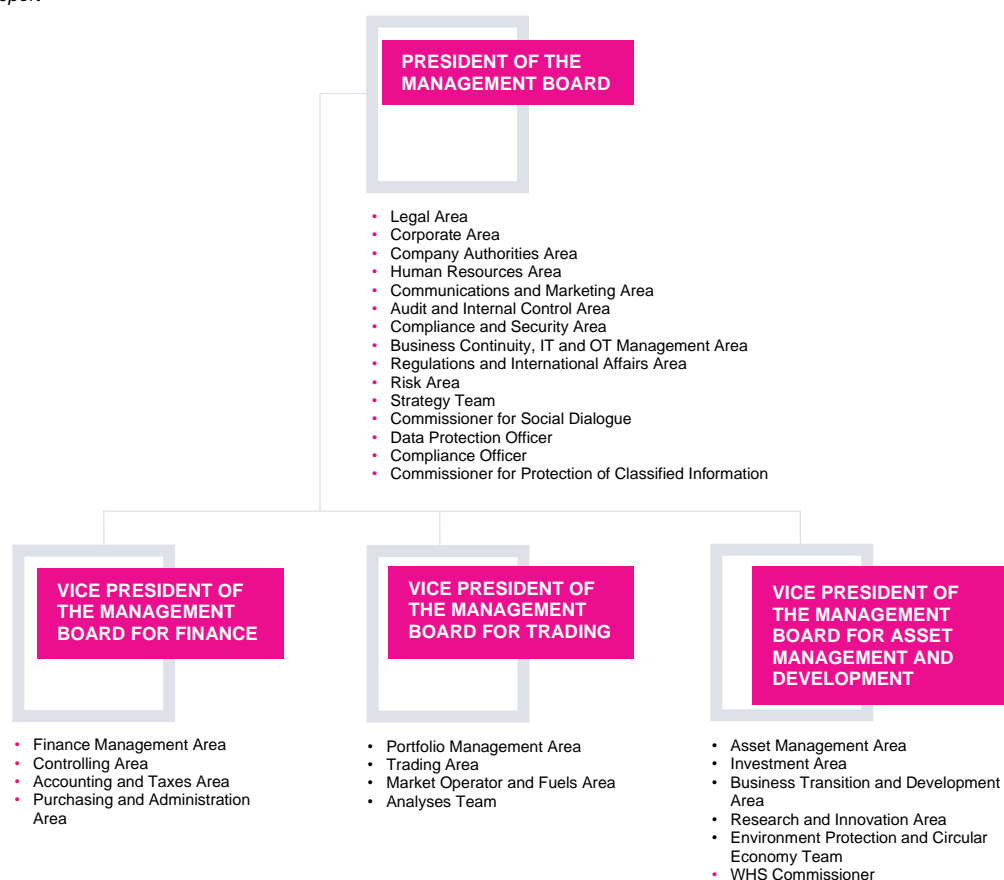 PRESIDENT OF THE
MANAGEMENT BOARD
• Legal Area
• Corporate Area
• Company Authorities Area
• Human Resources Area
• Communications and Marketing Area
• Audit and Internal Control Area
• Compliance and Security Area
• Business Continuity, IT and OT Management Area
• Regulations and International Affairs Area
• Risk Area
• Strategy Team
• Commissioner for Social Dialogue
• Data Protection Officer
• Compliance Officer
• Commissioner for Protection of Classified Information
VICE PRESIDENT OF
THE MANAGEMENT
BOARD FOR FINANCE
• Finance Management Area
• Controlling Area
• Accounting and Taxes Area
• Purchasing and Administration
Area
VICE PRESIDENT OF
THE MANAGEMENT
BOARD FOR TRADING
• Portfolio Management Area
• Trading Area
• Market Operator and Fuels Area
• Analyses Team
VICE PRESIDENT OF
THE MANAGEMENT
BOARD FOR ASSET
MANAGEMENT AND
DEVELOPMENT
• Asset Management Area
• Investment Area
• Business Transition and Development
Area
• Research and Innovation Area
• Environment Protection and Circular
Economy Team
• WHS Commissioner